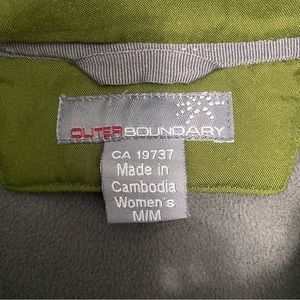 OUTERBOUNDARY
CA 19737
Made in
Cambodia
Women's
M/M